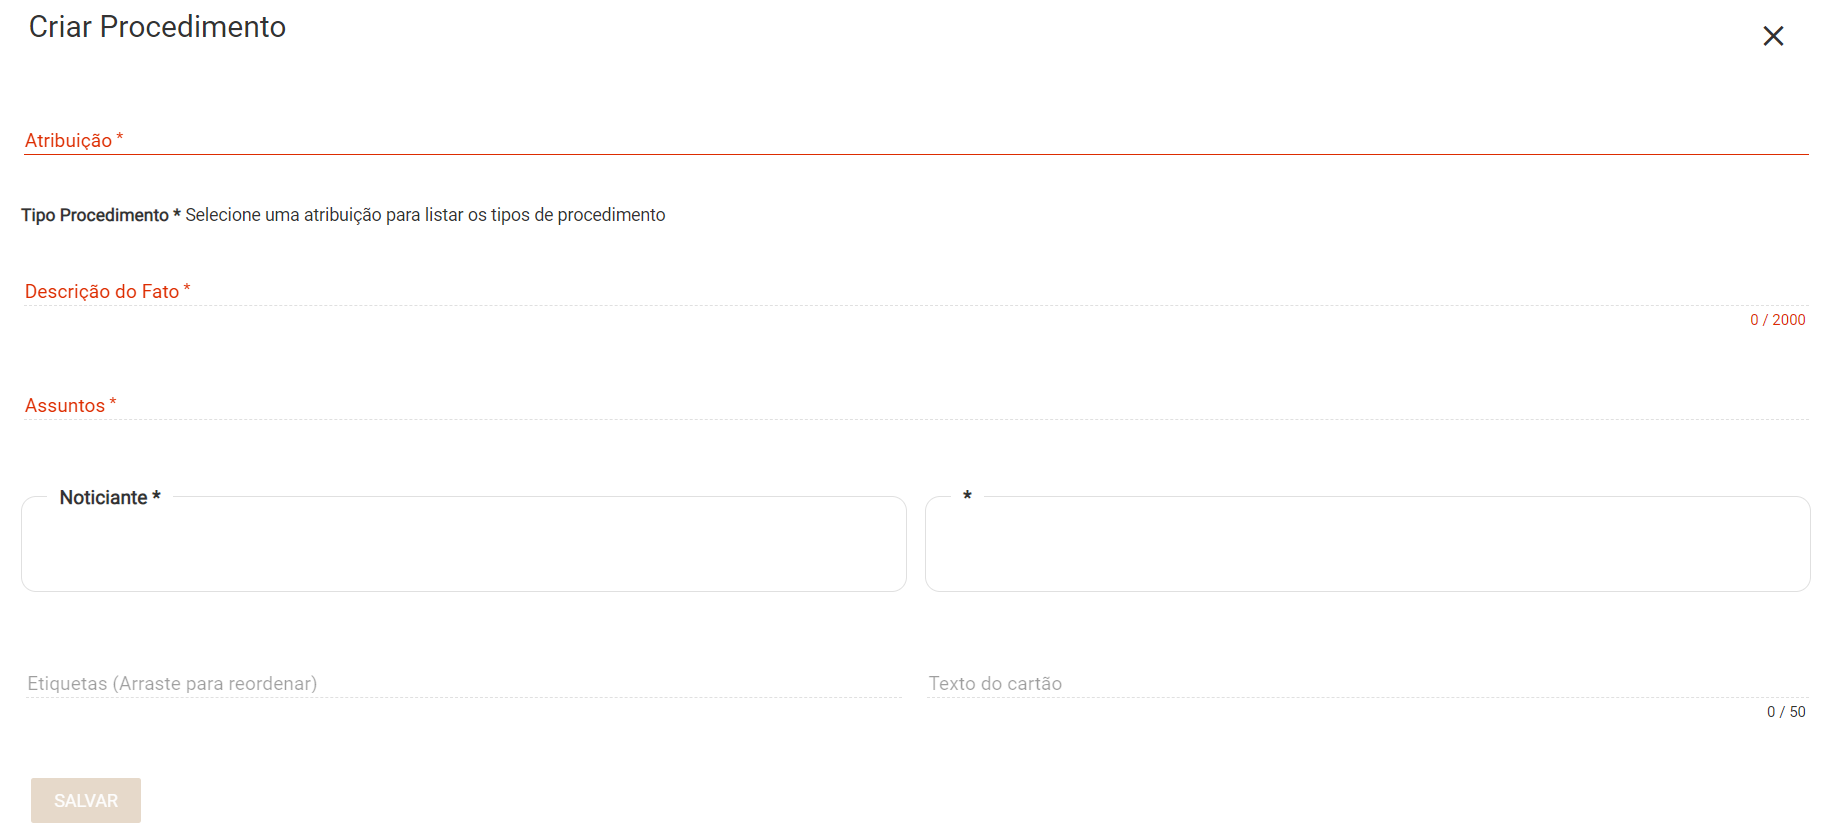 Criar Procedimento
Atribuição *
Tipo Procedimento * Selecione uma atribuição para listar os tipos de procedimento
Descrição do Fato *
0 / 2000
Assuntos *
Noticiante *
*
Etiquetas (Arraste para reordenar)
Texto do cartão
0 / 50
SALVAR